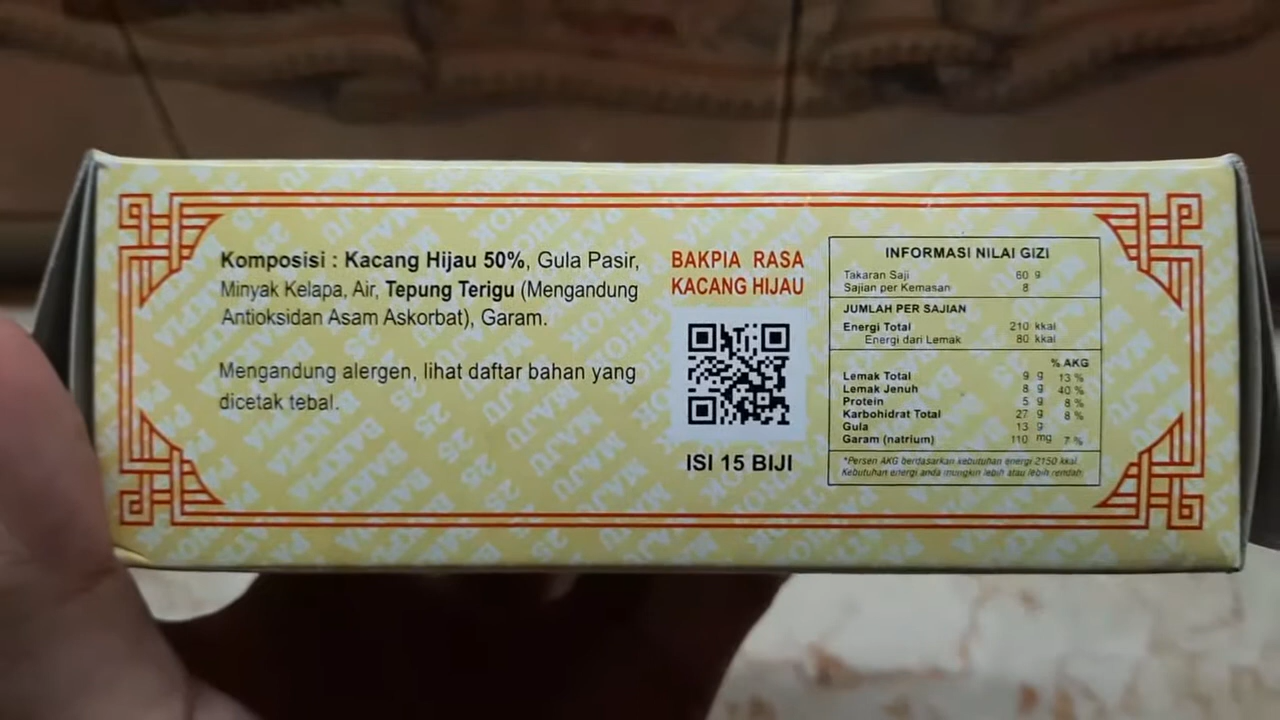 Komposisi : Kacang Hijau 50%, Gula Pasir,
Minyak Kelapa, Air, Tepung Terigu (Mengandung
Antioksidan Asam Askorbat), Garam.
Mengandung alergen, lihat daftar bahan yang
dicetak tebal.
BAKPIA RASA
KACANG HIJAU
ISI 15 BIJI
INFORMASI NILAI GIZI
Takaran Saji 60 g
Sajian per Kemasan 8
JUMLAH PER SAJIAN
Energi Total 210 kkal
Energi dari Lemak 80 kkal
% AKG
Lemak Total 9 g 13 %
Lemak Jenuh 8 g 40 %
Protein 5 g 8 %
Karbohidrat Total 27 g 8 %
Gula 13 g
Garam (natrium) 110 mg 7 %
*Persen AKG berdasarkan kebutuhan energi 2150 kkal.
Kebutuhan energi anda mungkin lebih atau lebih rendah.